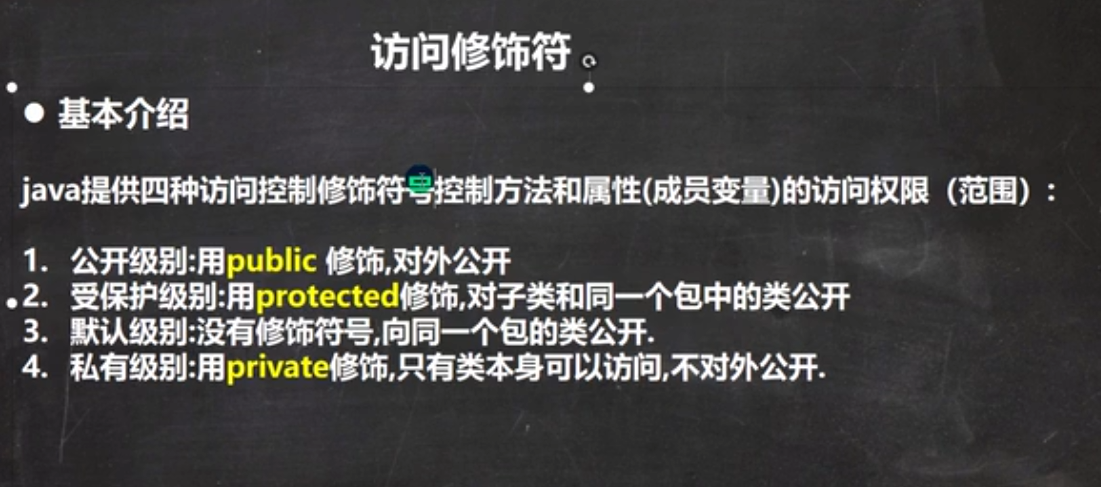 访问修饰符
● 基本介绍
java提供四种访问控制修饰符号控制方法和属性(成员变量)的访问权限（范围）:
1. 公开级别:用public 修饰,对外公开
2. 受保护级别:用protected修饰,对子类和同一个包中的类公开
3. 默认级别:没有修饰符号,向同一个包的类公开.
4. 私有级别:用private修饰,只有类本身可以访问,不对外公开.